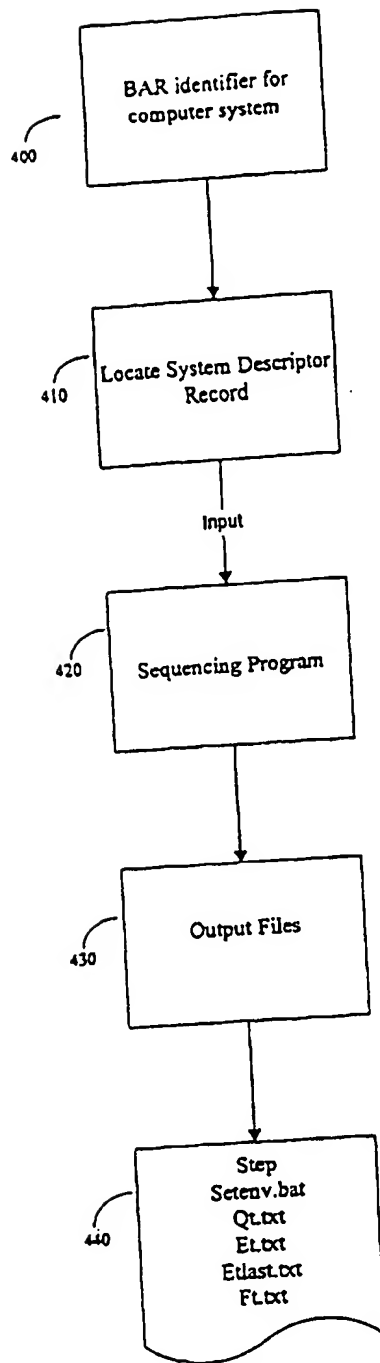 BAR identifier for
computer system
400
Locate System Descriptor
Record
410
Input
Sequencing Program
420
Output Files
430
Step
Setenv.bat
Qt.txt
Et.txt
Etlast.txt
Ft.txt
440